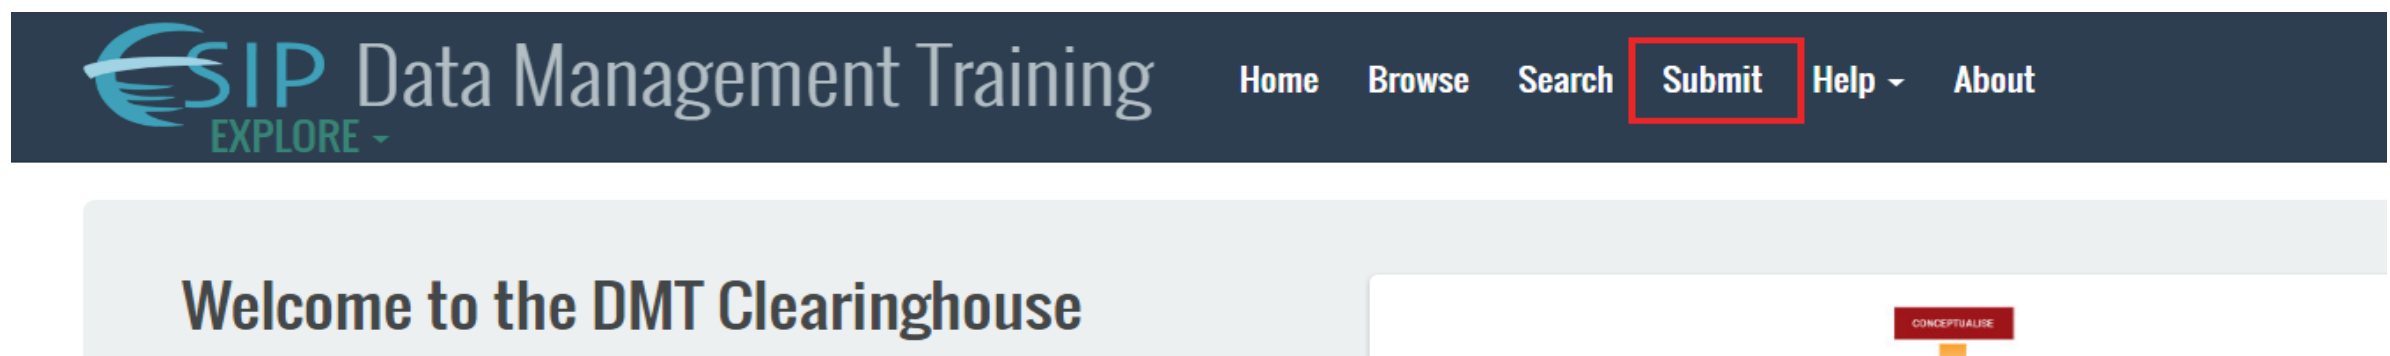 ESIP Data Management Training Home Browse Search Submit Help About
EXPLORE
Welcome to the DMT Clearinghouse
CONCEPTUALISE